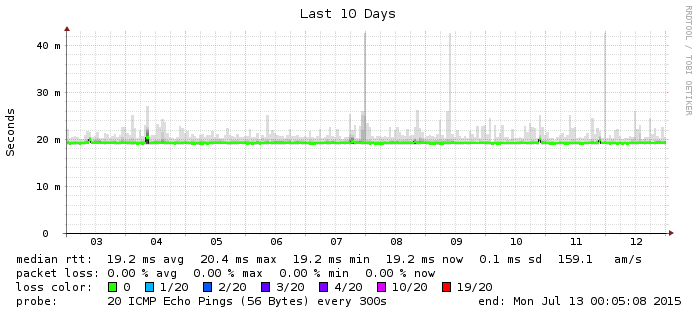 Last 10 Days
RRDTOOL / TOBI OETIKER
Seconds
40 m
30 m
20 m
10 m
0
03 04 05 06 07 08 09 10 11 12
median rtt: 19.2 ms avg 20.4 ms max 19.2 ms min 19.2 ms now 0.1 ms sd 159.1 am/s
packet loss: 0.00 % avg 0.00 % max 0.00 % min 0.00 % now
loss color: 0 1/20 2/20 3/20 4/20 10/20 19/20
probe: 20 ICMP Echo Pings (56 Bytes) every 300s end: Mon Jul 13 00:05:08 2015